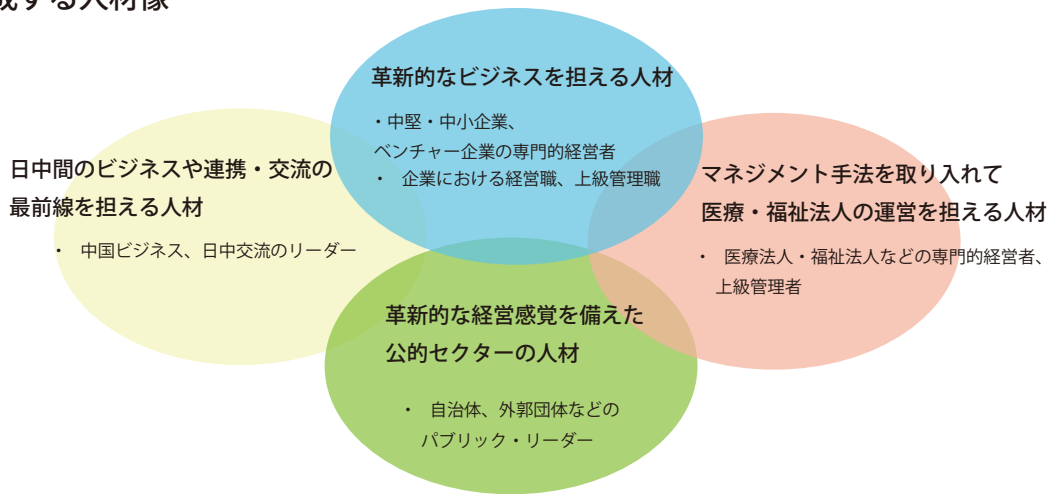 する人材像
革新的なビジネスを担える人材
・中堅・中小企業、
ベンチャー企業の専門的経営者
・ 企業における経営職、上級管理職
日中間のビジネスや連携・交流の
最前線を担える人材
・ 中国ビジネス、日中交流のリーダー
マネジメント手法を取り入れて
医療・福祉法人の運営を担える人材
・ 医療法人・福祉法人などの専門的経営者、
上級管理者
革新的な経営感覚を備えた
公的セクターの人材
・ 自治体、外郭団体などの
パブリック・リーダー